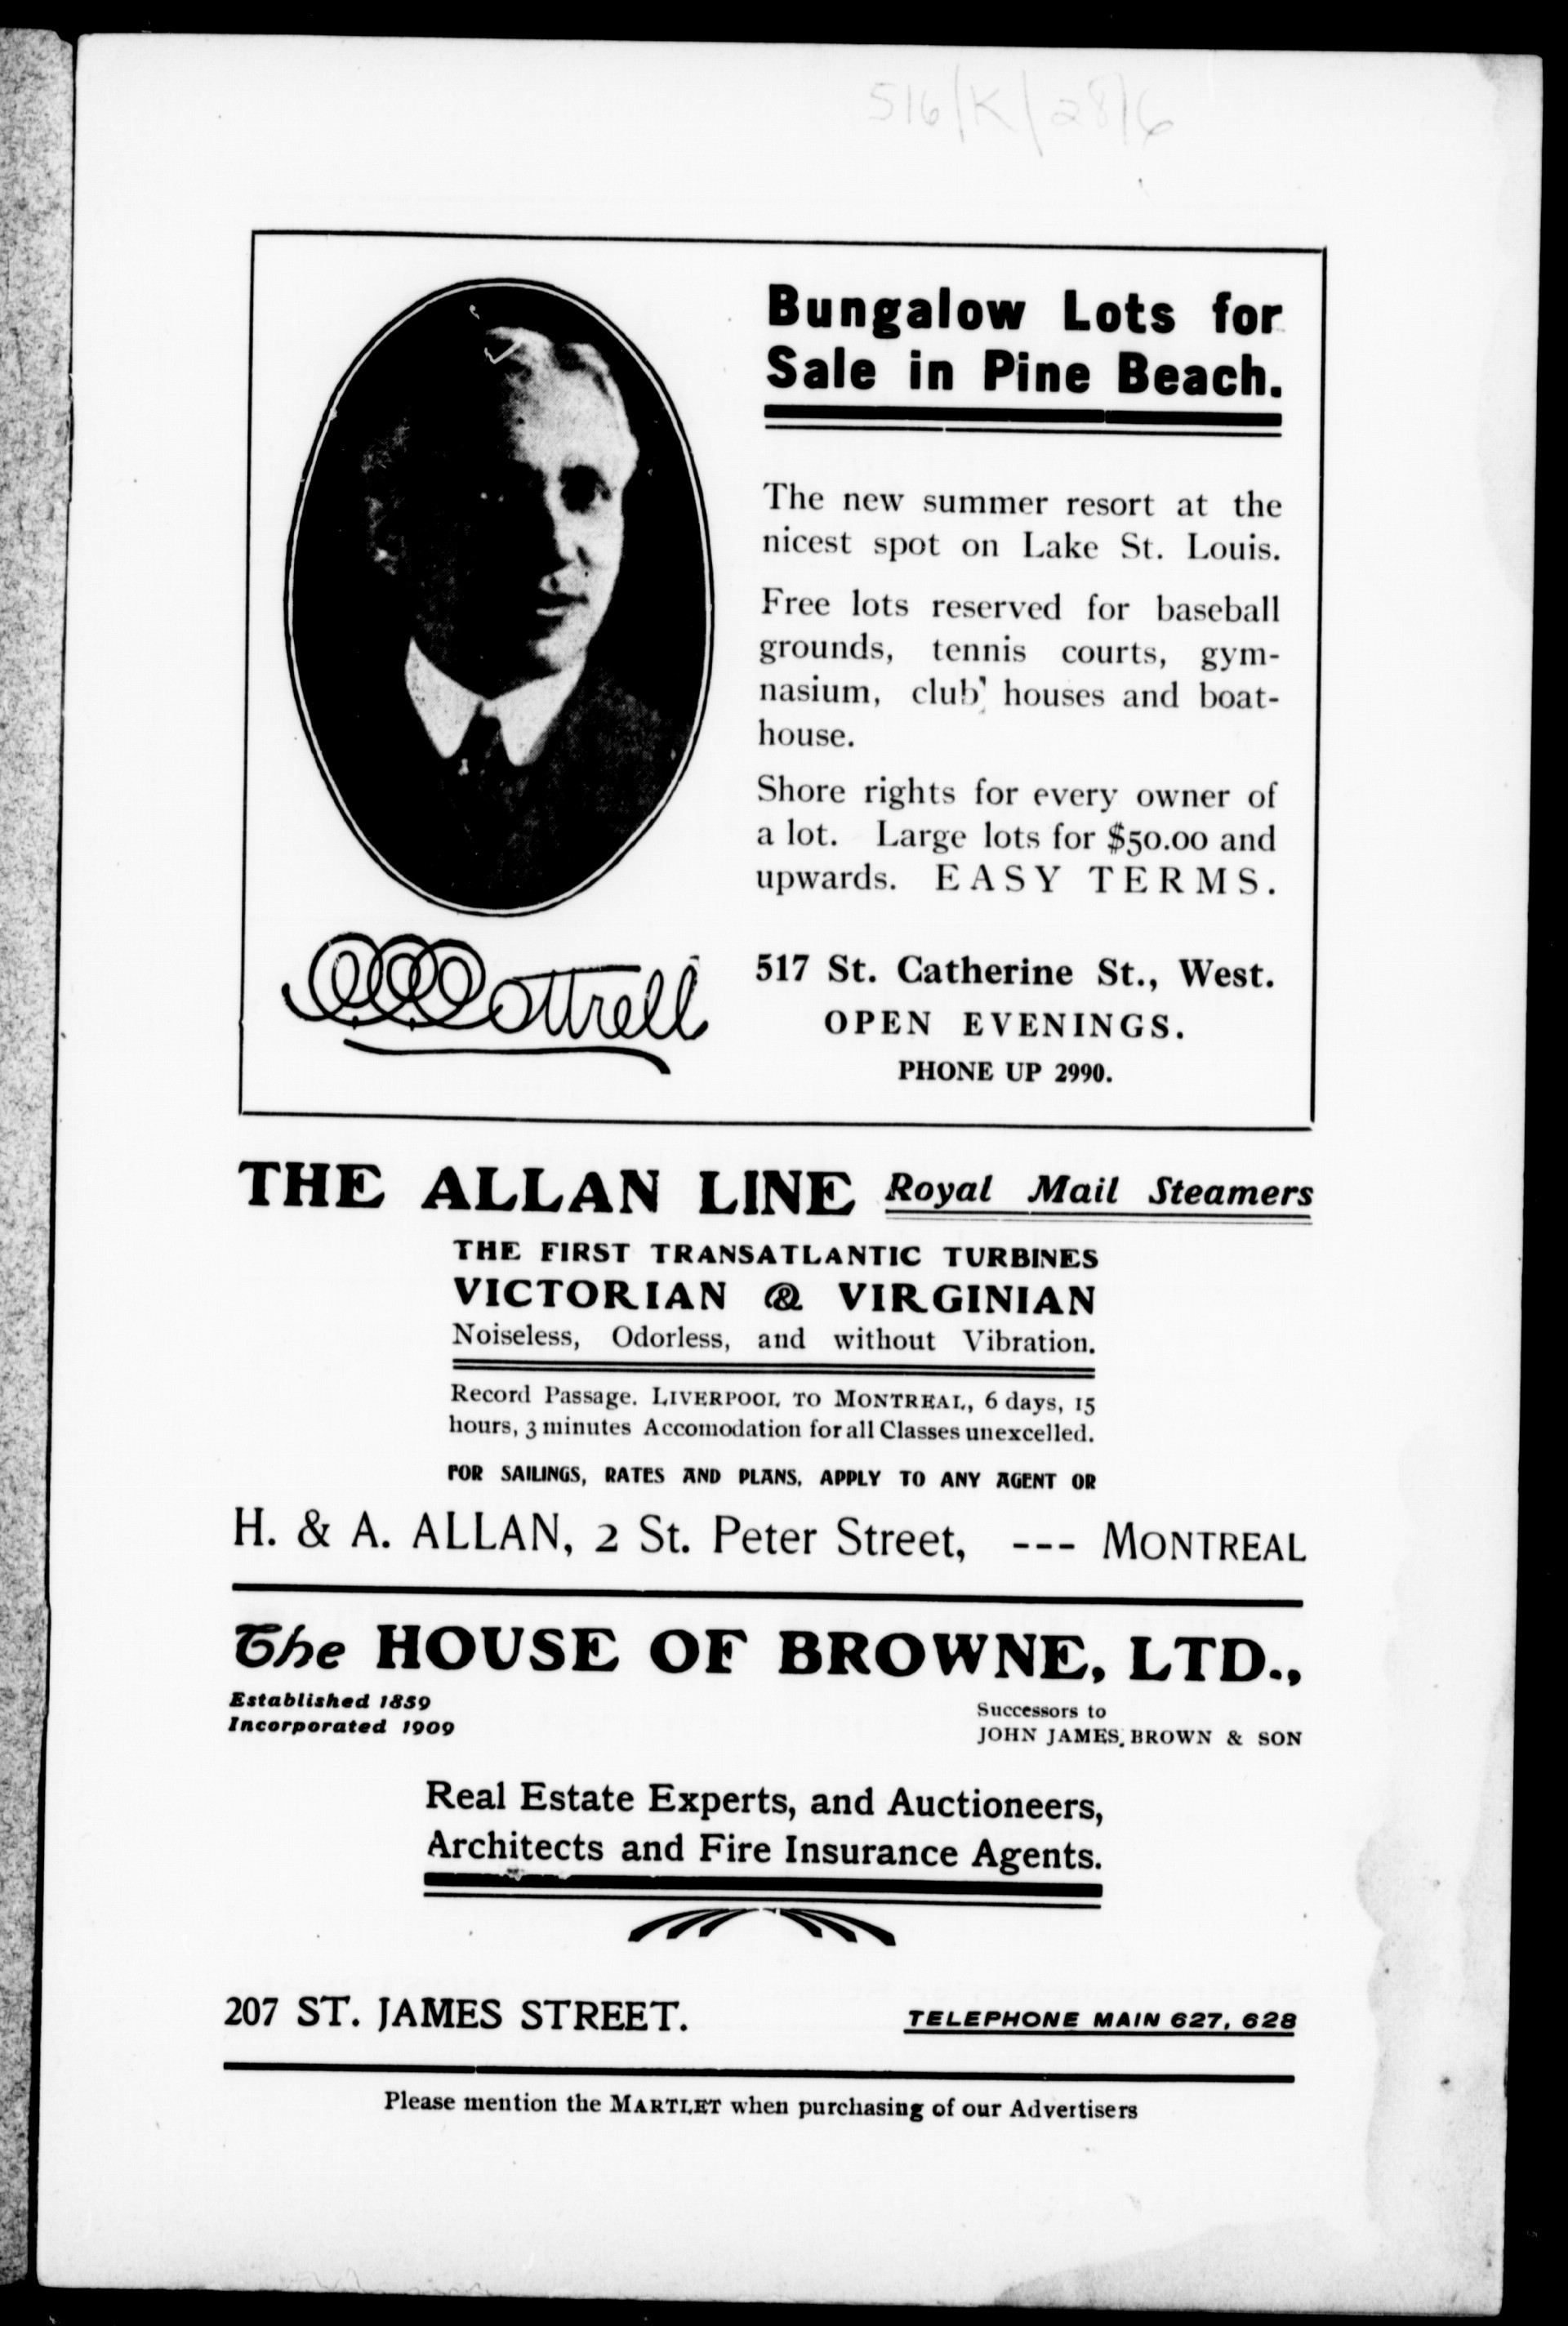 516/K/28/6
Bungalow Lots for
Sale in Pine Beach.
The new summer resort at the
nicest spot on Lake St. Louis.
Free lots reserved for baseball
grounds, tennis courts, gym-
nasium, club' houses and boat-
house.
Shore rights for every owner of
a lot. Large lots for $50.00 and
upwards. EASY TERMS.
Cottrell
517 St. Catherine St., West.
OPEN EVENINGS.
PHONE UP 2990.
THE ALLAN LINE Royal Mail Steamers
THE FIRST TRANSATLANTIC TURBINES
VICTORIAN & VIRGINIAN
Noiseless, Odorless, and without Vibration.
Record Passage. LIVERPOOL TO MONTREAL, 6 days, 15
hours, 3 minutes Accomodation for all Classes unexcelled.
FOR SAILINGS, RATES AND PLANS, APPLY TO ANY AGENT OR
H. & A. ALLAN, 2 St. Peter Street, --- MONTREAL
The HOUSE OF BROWNE, LTD.,
Established 1859
Incorporated 1909
Successors to
JOHN JAMES BROWN & SON
Real Estate Experts, and Auctioneers,
Architects and Fire Insurance Agents.
207 ST. JAMES STREET.
TELEPHONE MAIN 627, 628
Please mention the MARTLET when purchasing of our Advertisers